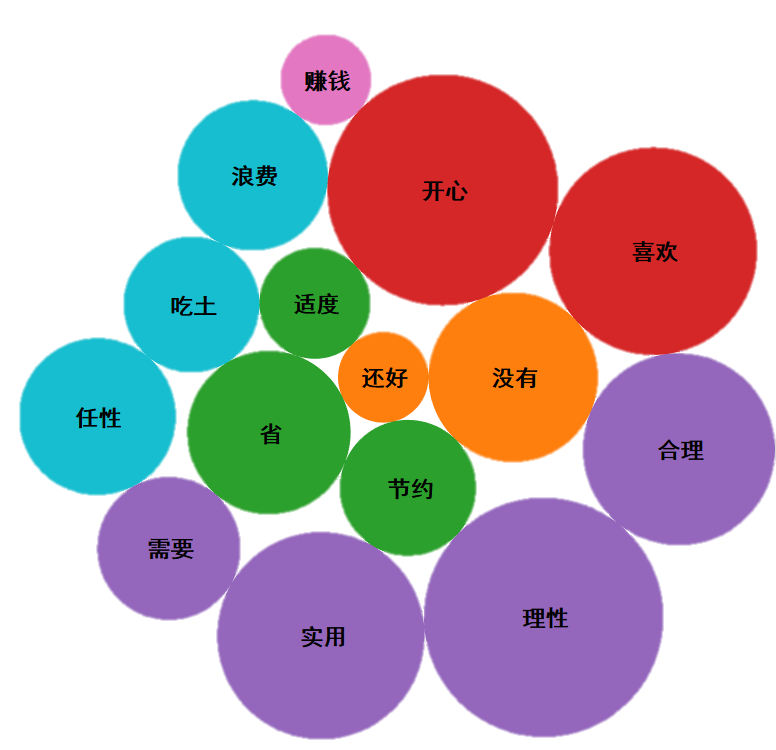 赚钱
浪费
开心
喜欢
吃土
适度
还好
没有
任性
省
合理
节约
需要
实用
理性